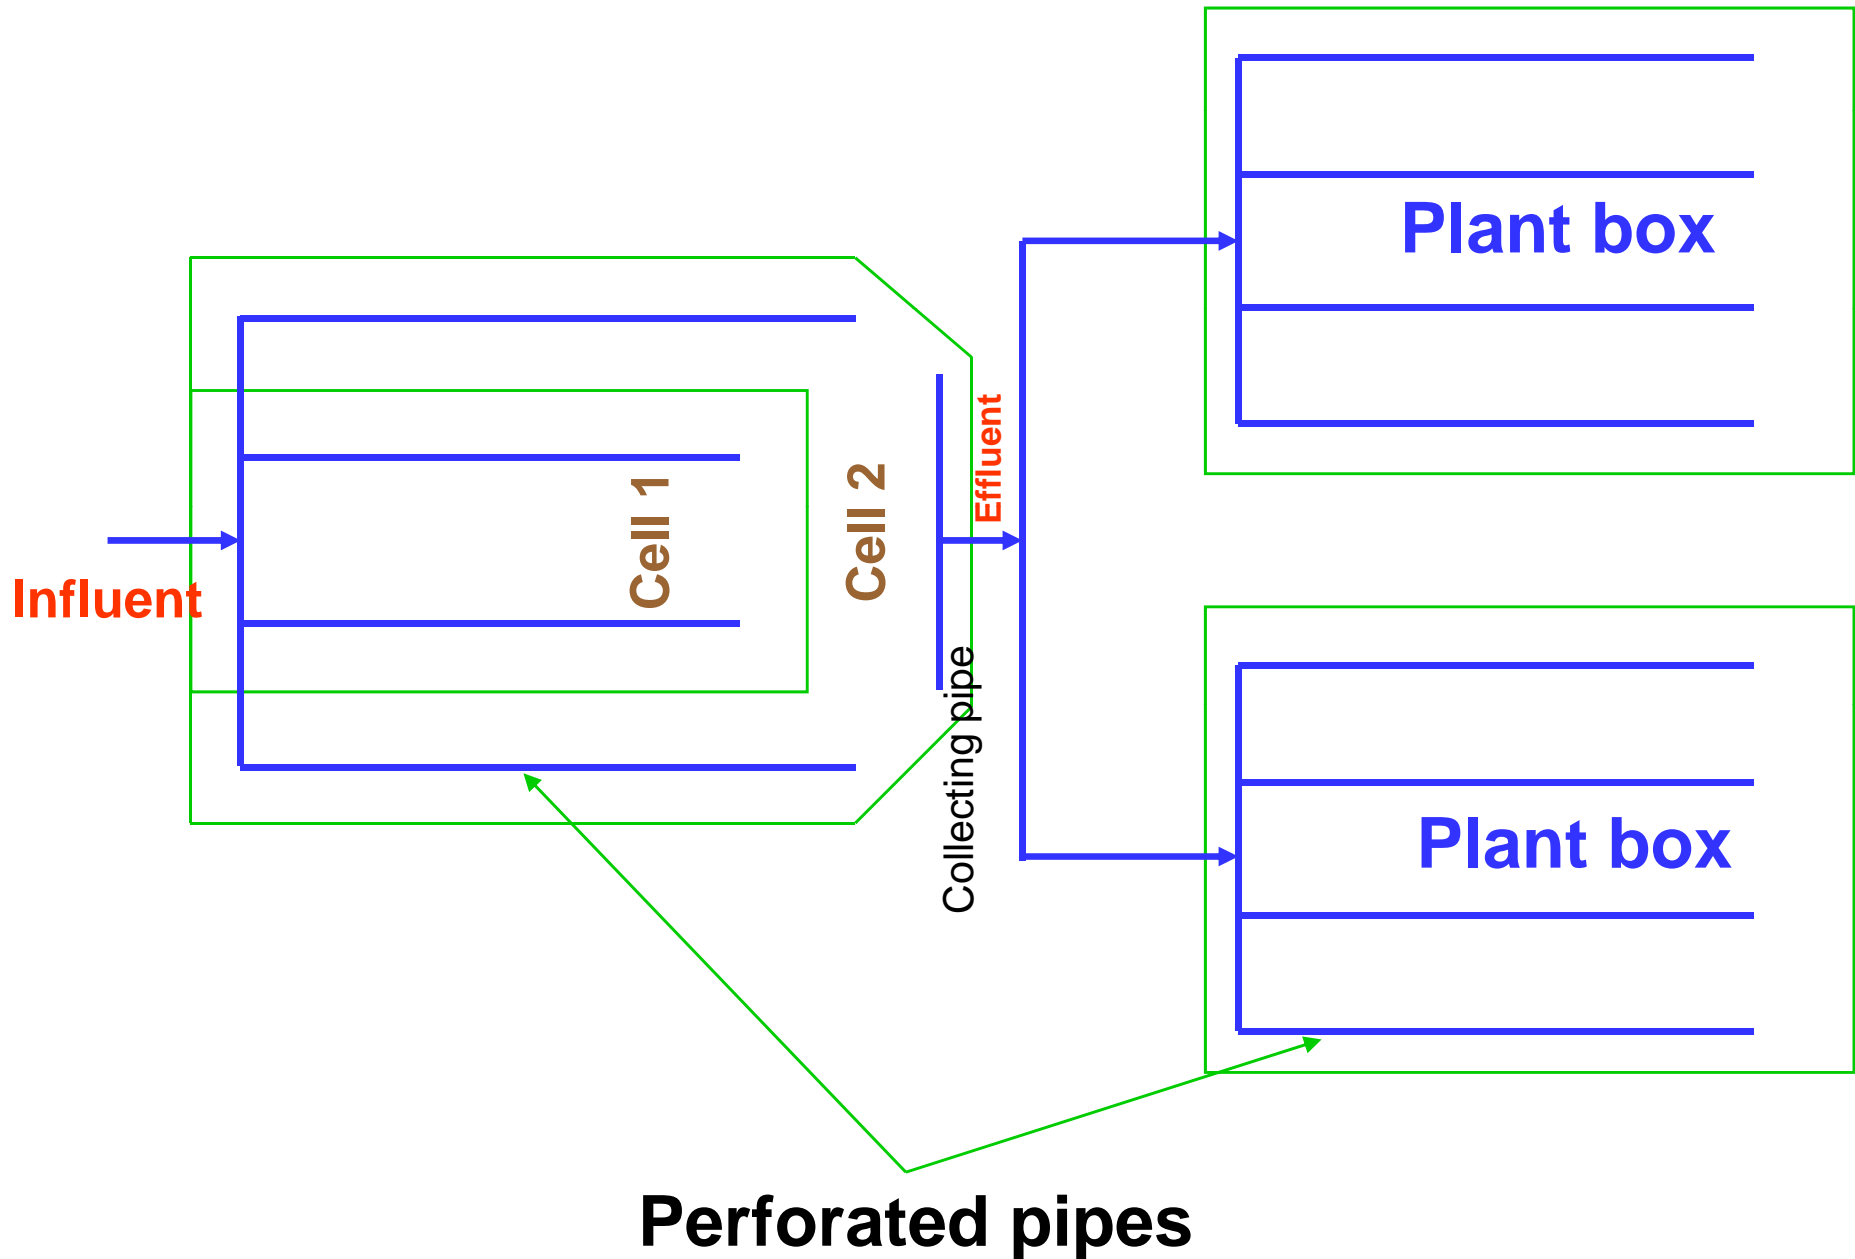 Plant box
Influent
Cell 1
Cell 2
Effluent
Collecting pipe
Plant box
Perforated pipes